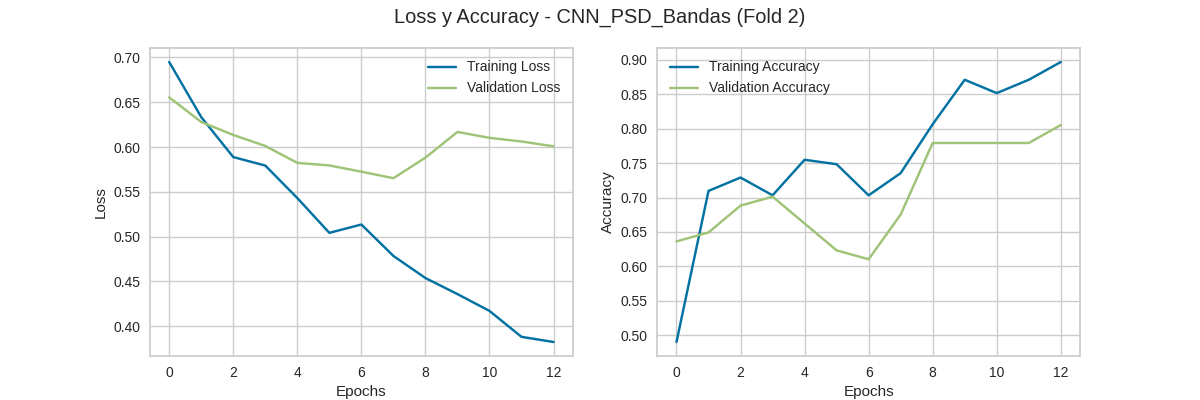 Loss y Accuracy - CNN_PSD_Bandas (Fold 2)
Training Loss
Validation Loss
0.70
0.65
0.60
0.55
0.50
0.45
0.40
Loss
0 2 4 6 8 10 12
Epochs
Training Accuracy
Validation Accuracy
0.90
0.85
0.80
0.75
0.70
0.65
0.60
0.55
0.50
Accuracy
0 2 4 6 8 10 12
Epochs